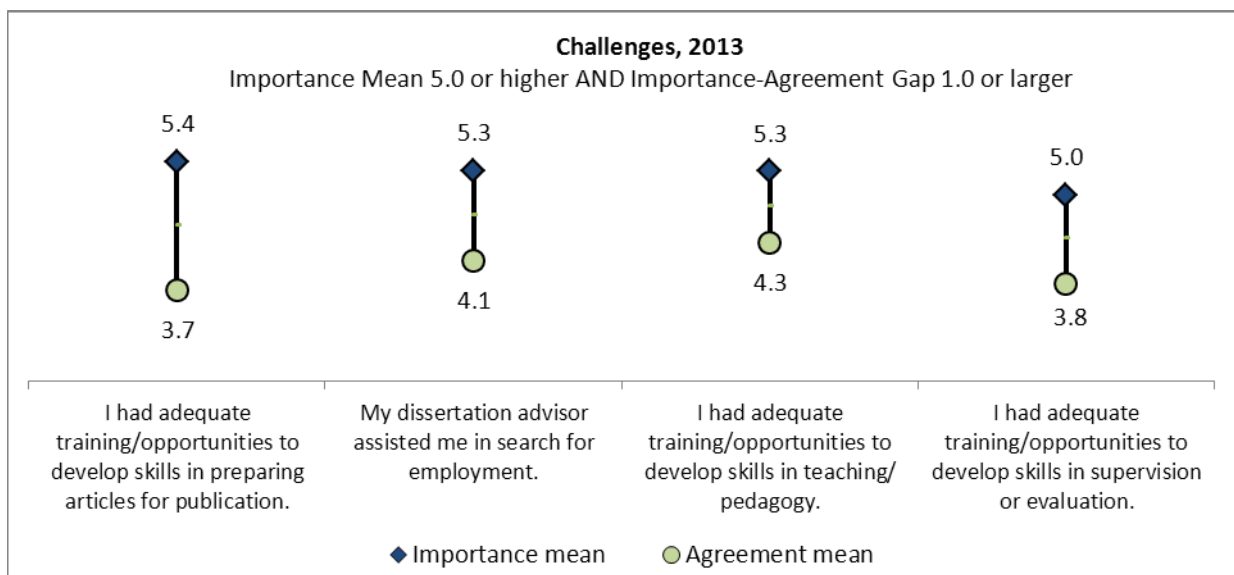 Challenges, 2013
Importance Mean 5.0 or higher AND Importance-Agreement Gap 1.0 or larger
5.4
5.3
5.3
5.0
3.7
4.1
4.3
3.8
I had adequate
training/opportunities to
develop skills in preparing
articles for publication.
My dissertation advisor
assisted me in search for
employment.
I had adequate
training/opportunities to
develop skills in teaching/
pedagogy.
I had adequate
training/opportunities to
develop skills in supervision
or evaluation.
Importance mean
Agreement mean